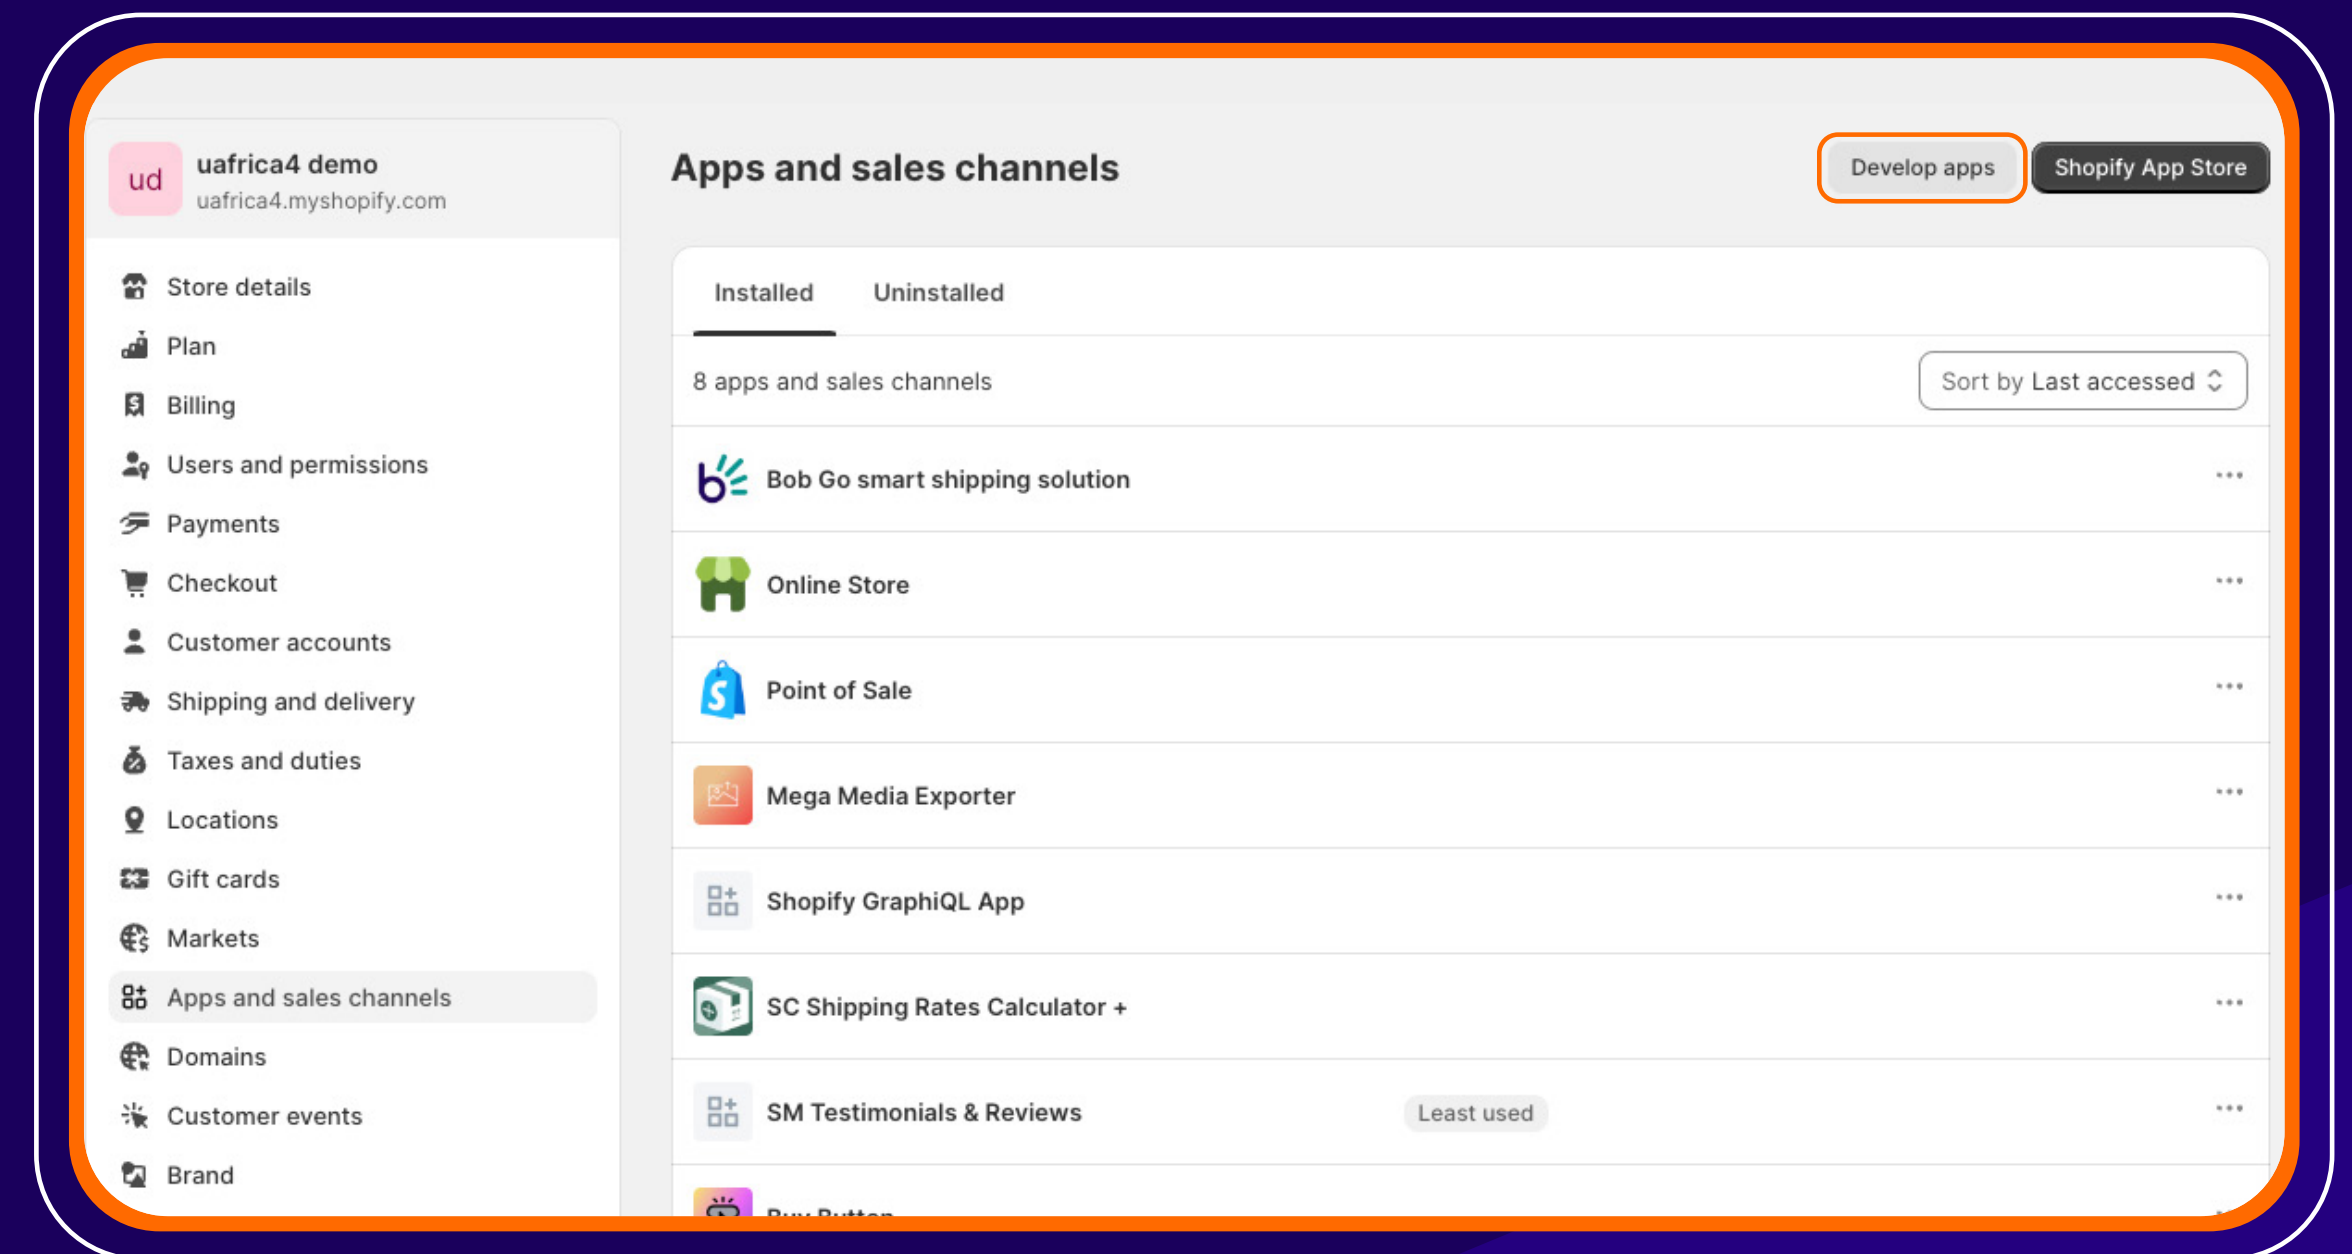 ud
uafrica4 demo
uafrica4.myshopify.com
Store details
Plan
Billing
Users and permissions
Payments
Checkout
Customer accounts
Shipping and delivery
Taxes and duties
Locations
Gift cards
Markets
Apps and sales channels
Domains
Customer events
Brand
Apps and sales channels
Develop apps
Shopify App Store
Installed Uninstalled
8 apps and sales channels
Sort by Last accessed
Bob Go smart shipping solution
Online Store
Point of Sale
Mega Media Exporter
Shopify GraphiQL App
SC Shipping Rates Calculator +
SM Testimonials & Reviews
Least used
Buy Button